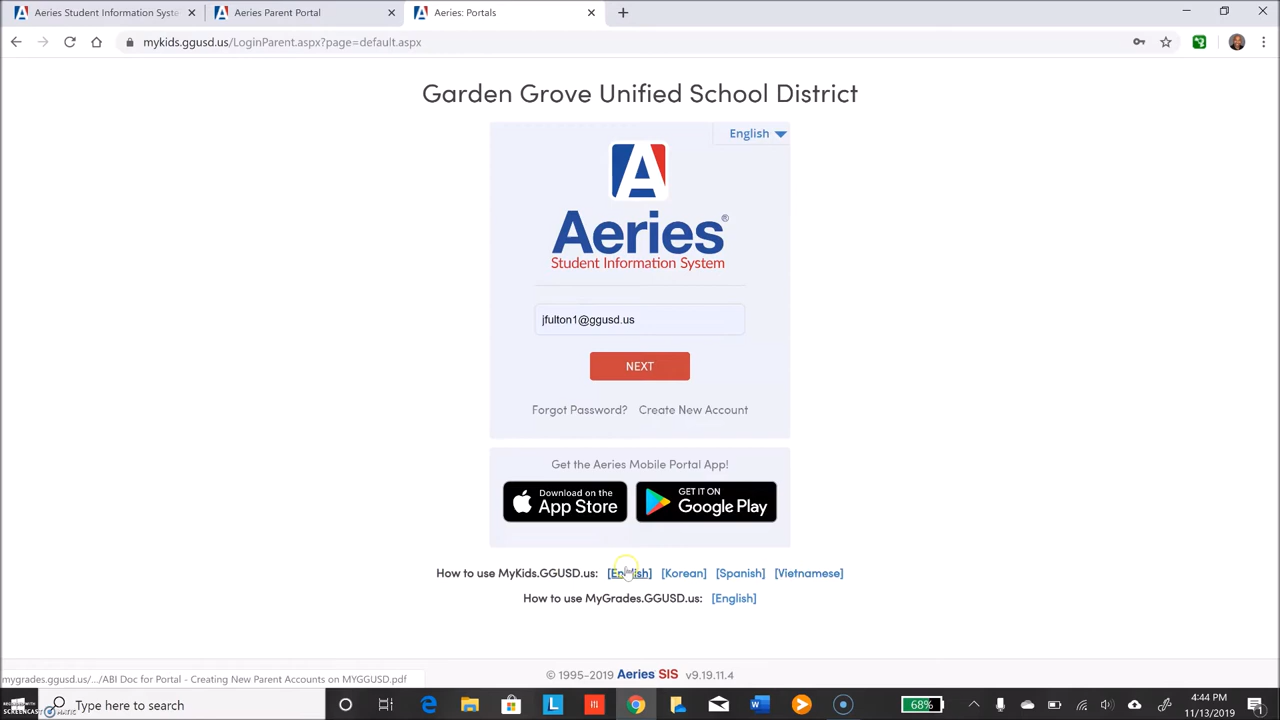 Aeries Student Information Syste
Aeries Parent Portal
Aeries: Portals
mykids.ggusd.us/LoginParent.aspx?page=default.aspx
Garden Grove Unified School District
English
A
Aeries®
Student Information System
jfulton1@ggusd.us
NEXT
Forgot Password? Create New Account
Get the Aeries Mobile Portal App!
Download on the
App Store
GET IT ON
Google Play
How to use MyKids.GGUSD.us: [English] [Korean] [Spanish] [Vietnamese]
How to use MyGrades.GGUSD.us: [English]
© 1995-2019 Aeries SIS v9.19.11.4
mygrades.ggusd.us/.../ABI Doc for Portal - Creating New Parent Accounts on MYGGUSD.pdf
Type here to search
68%
4:44 PM
11/13/2019